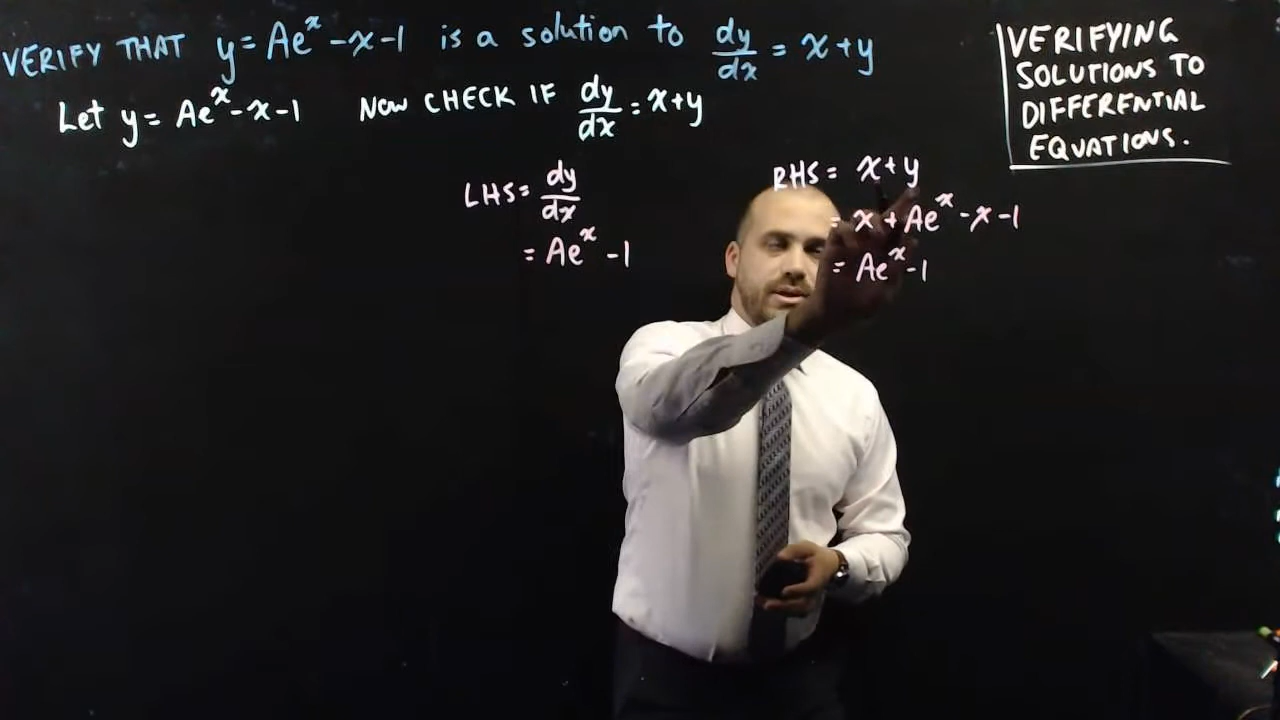 VERIFY THAT y = Ae^x - x - 1 is a solution to dy/dx = x + y
Let y = Ae^x - x - 1 Now CHECK IF dy/dx = x + y
LHS = dy/dx
= Ae^x - 1
RHS = x + y
= x + Ae^x - x - 1
= Ae^x - 1
VERIFYING
SOLUTIONS TO
DIFFERENTIAL
EQUATIONS.